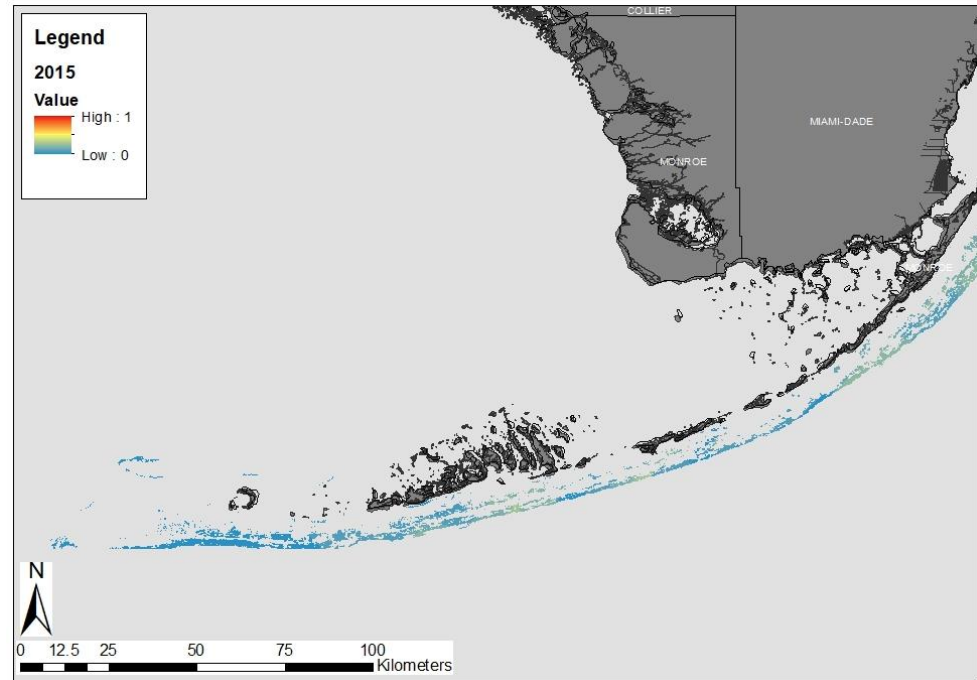 Legend
2015
Value
High : 1
Low : 0
COLLIER
MIAMI-DADE
MONROE
MONROE
N
0 12.5 25 50 75 100
Kilometers